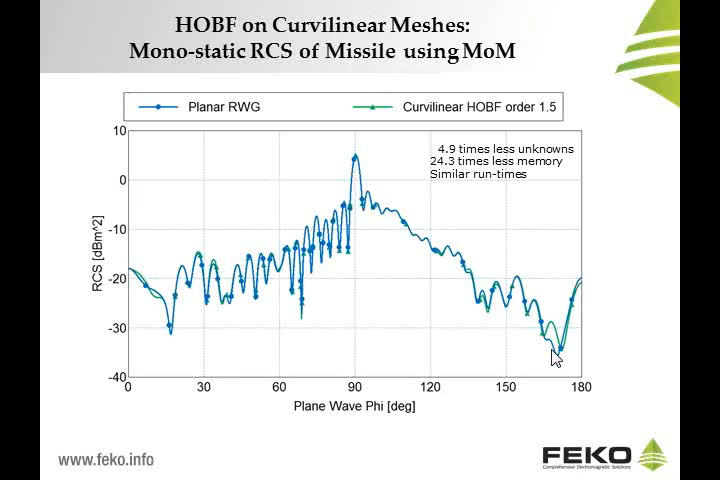 HOBF on Curvilinear Meshes:
Mono-static RCS of Missile using MoM
Planar RWG
Curvilinear HOBF order 1.5
4.9 times less unknowns
24.3 times less memory
Similar run-times
10
0
-10
-20
-30
-40
RCS [dBm^2]
0 30 60 90 120 150 180
Plane Wave Phi [deg]
www.feko.info
FEKO
Comprehensive Electromagnetic Solutions